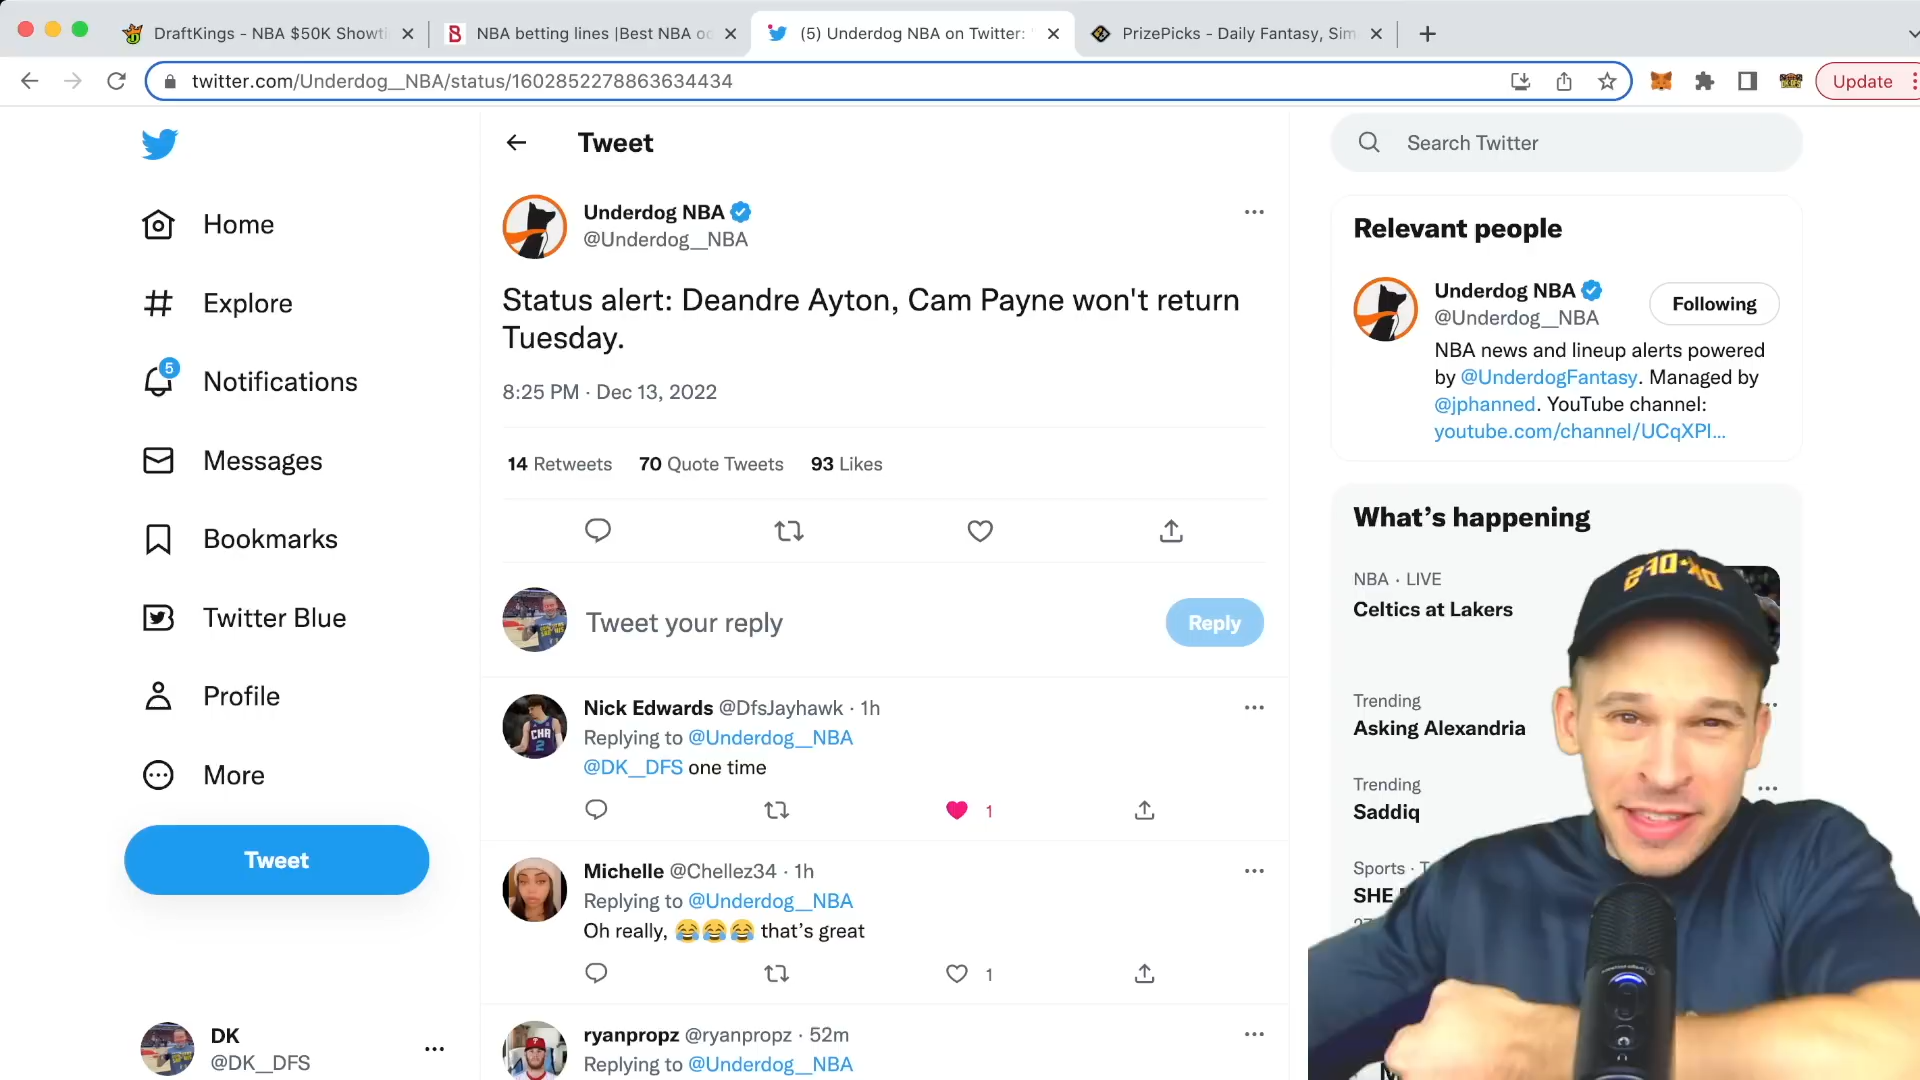 DraftKings - NBA $50K Showti
NBA betting lines |Best NBA oc
(5) Underdog NBA on Twitter: "
PrizePicks - Daily Fantasy, Sim
twitter.com/Underdog__NBA/status/1602852278863634434
Update
Home
Explore
5
Notifications
Messages
Bookmarks
Twitter Blue
Profile
More
Tweet
DK
@DK__DFS
Tweet
Underdog NBA
@Underdog__NBA
Status alert: Deandre Ayton, Cam Payne won't return
Tuesday.
8:25 PM · Dec 13, 2022
14 Retweets 70 Quote Tweets 93 Likes
Tweet your reply
Reply
Nick Edwards @DfsJayhawk · 1h
Replying to @Underdog__NBA
@DK__DFS one time
1
Michelle @Chellez34 · 1h
Replying to @Underdog__NBA
Oh really, 😂😂😂 that's great
1
ryanpropz @ryanpropz · 52m
Replying to @Underdog__NBA
Search Twitter
Relevant people
Underdog NBA
@Underdog__NBA
Following
NBA news and lineup alerts powered
by @UnderdogFantasy. Managed by
@jphanned. YouTube channel:
youtube.com/channel/UCqXPI...
What's happening
NBA · LIVE
Celtics at Lakers
Trending
Asking Alexandria
Trending
Saddiq
Sports · T
SHE
DK•DFS